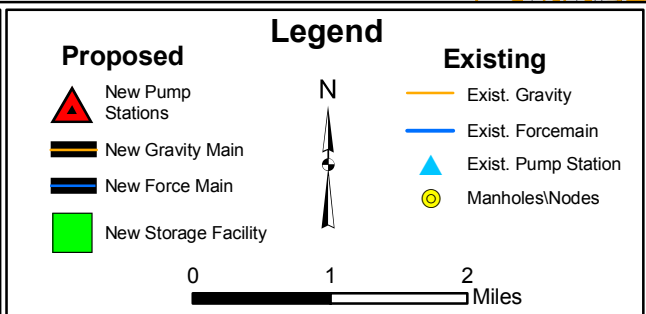 Legend
Proposed
New Pump
Stations
New Gravity Main
New Force Main
New Storage Facility
N
Existing
Exist. Gravity
Exist. Forcemain
Exist. Pump Station
Manholes\Nodes
0 1 2
Miles